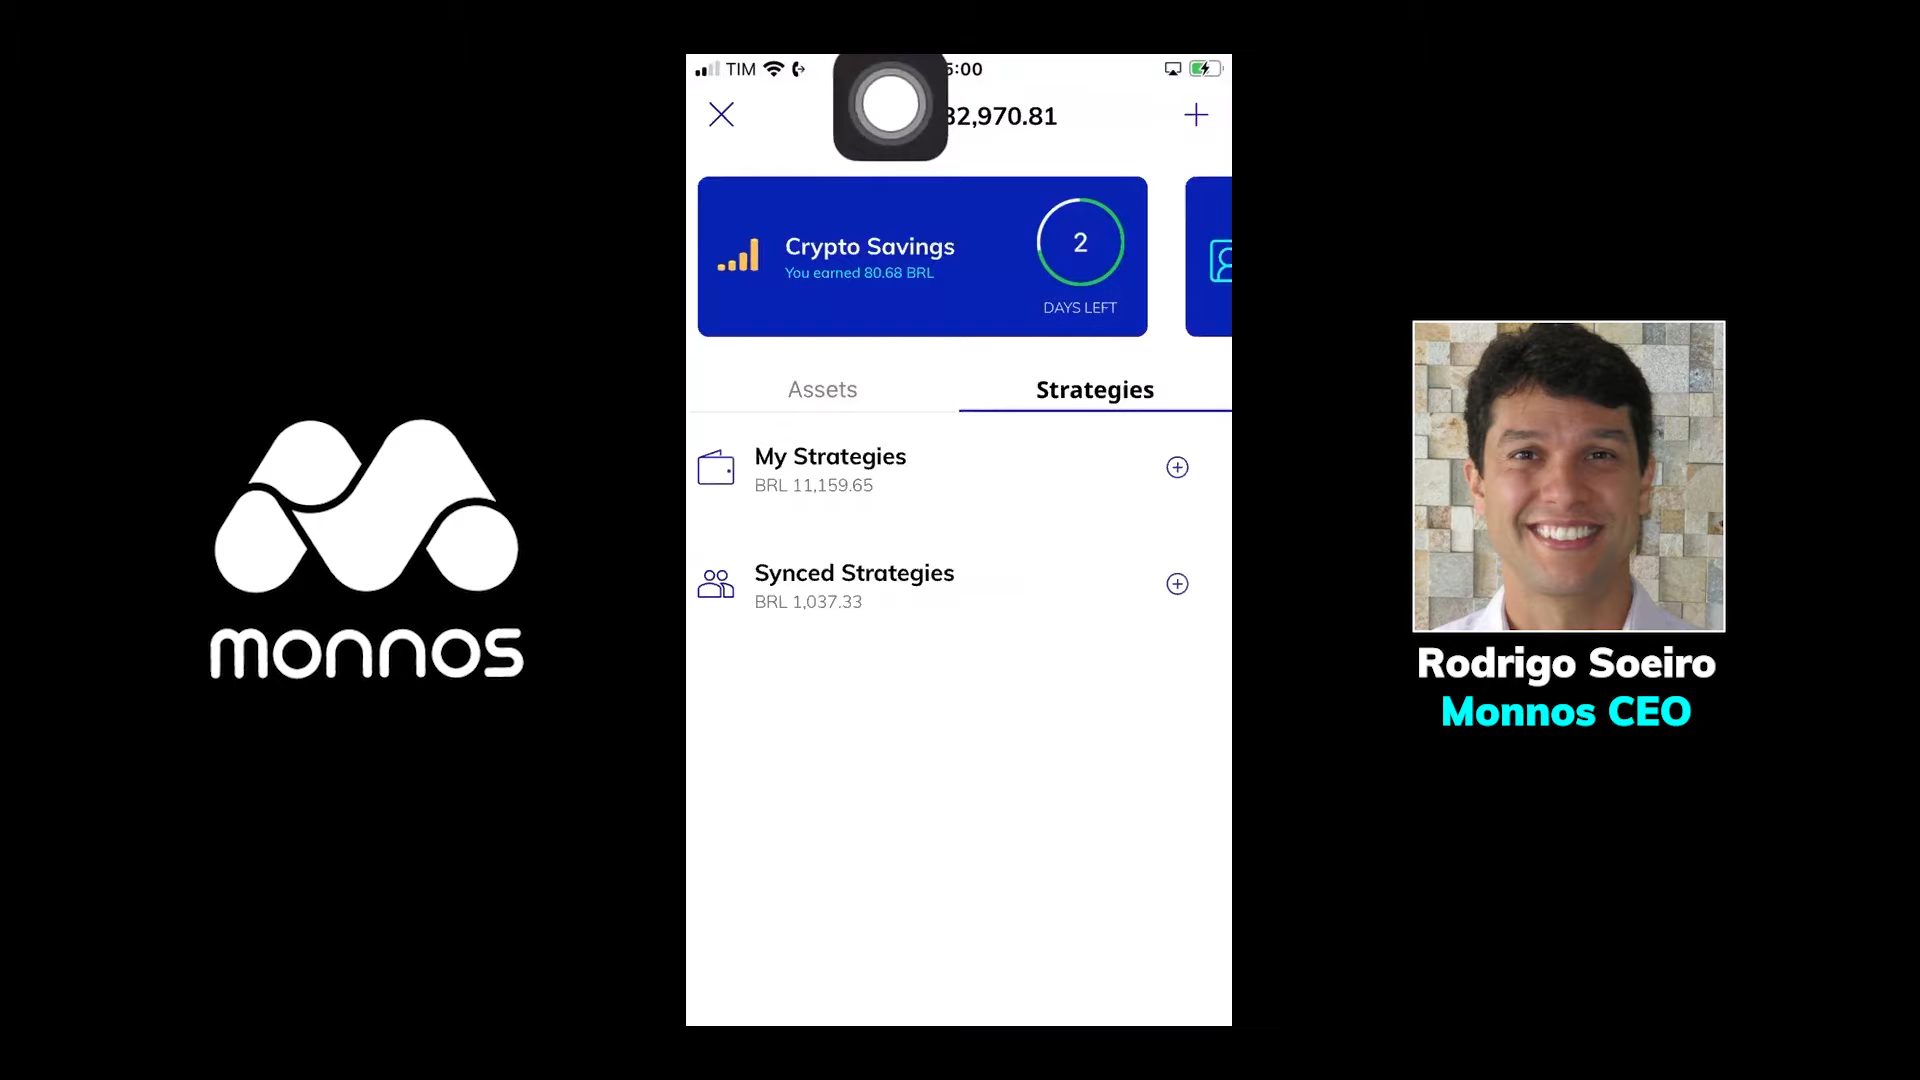 TIM
5:00
32,970.81
Crypto Savings
You earned 80.68 BRL
2
DAYS LEFT
Assets
Strategies
My Strategies
BRL 11,159.65
Synced Strategies
BRL 1,037.33
monnos
Rodrigo Soeiro
Monnos CEO